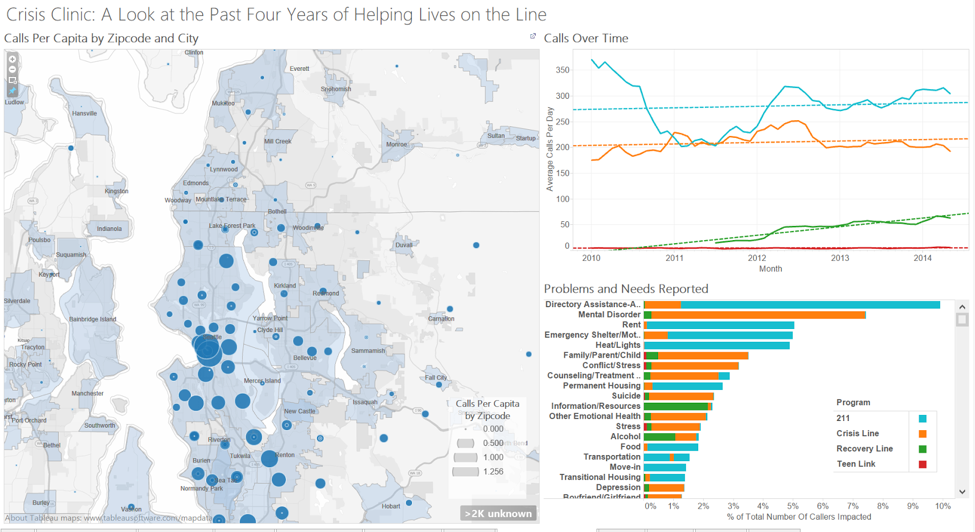 Crisis Clinic: A Look at the Past Four Years of Helping Lives on the Line
Calls Per Capita by Zipcode and City
Clinton
Everett
Ludlow
Snohomish
Hansville
Mukilteo
Sultan
Startup
Mill Creek
Monroe
Lynnwood
Kingston
Edmonds
Woodway
Mountlake Terrace
Bothell
Indianola
Lake Forest Park
Woodinville
Poulsbo
Duvall
Suquamish
Keyport
Kirkland
Redmond
Silverdale
Bainbridge Island
Yarrow Point
Carnation
Clyde Hill
Tracyton
Bellevue
Sammamish
Rocky Point
Mercer Island
Fall City
Manchester
Issaquah
New Castle
Port Orchard
Southworth
Bethel
Tukwila
Renton
Burien
Normandy Park
Burley
Vashon
Hobart
Calls Per Capita
by Zipcode
0.000
0.500
1.000
1.256
About Tableau maps: www.tableausoftware.com/mapdata
>2K unknown
Calls Over Time
Average Calls Per Day
350
300
250
200
150
100
50
0
2010 2011 2012 2013 2014
Month
Problems and Needs Reported
Directory Assistance-A..
Mental Disorder
Rent
Emergency Shelter/Mot..
Heat/Lights
Family/Parent/Child
Conflict/Stress
Counseling/Treatment ..
Permanent Housing
Suicide
Information/Resources
Other Emotional Health
Stress
Alcohol
Food
Transportation
Move-in
Transitional Housing
Depression
Boyfriend/Girlfriend
0% 1% 2% 3% 4% 5% 6% 7% 8% 9% 10%
% of Total Number Of Callers Impacted
Program
211
Crisis Line
Recovery Line
Teen Link